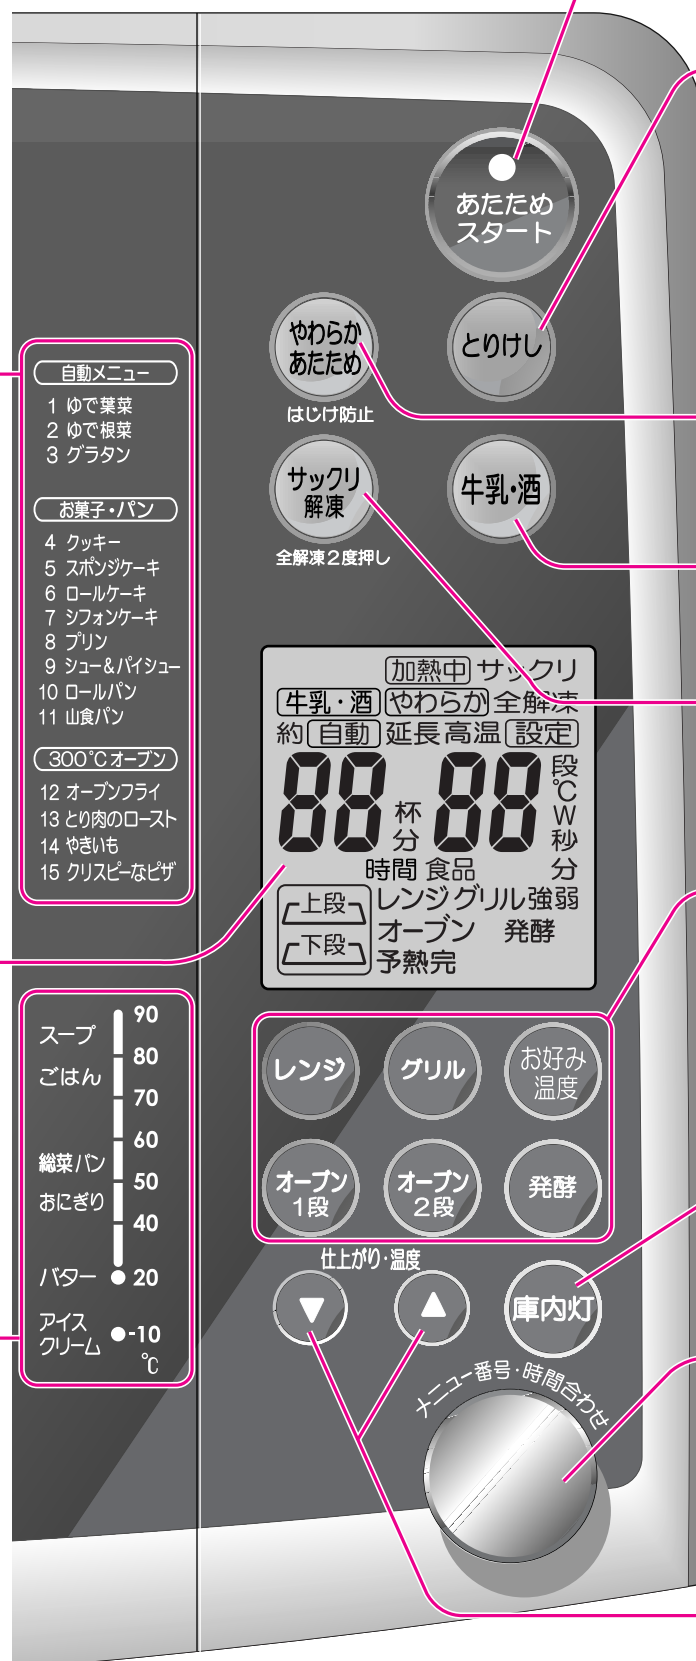 あたため
スタート
やわらか
あたため
とりけし
はじけ防止
サックリ
解凍
牛乳・酒
全解凍2度押し
自動メニュー
1 ゆで葉菜
2 ゆで根菜
3 グラタン
お菓子・パン
4 クッキー
5 スポンジケーキ
6 ロールケーキ
7 シフォンケーキ
8 プリン
9 シュー&パイシュー
10 ロールパン
11 山食パン
300℃オーブン
12 オーブンフライ
13 とり肉のロースト
14 やきいも
15 クリスピーなピザ
加熱中 サックリ
牛乳・酒 やわらか 全解凍
約 自動 延長 高温 設定
88 杯 分 88 段 ℃ W 秒 分
時間 食品
上段 レンジ グリル 強弱
オーブン 発酵
下段 予熱完
スープ
ごはん
総菜パン
おにぎり
バター
アイス
クリーム
90
80
70
60
50
40
20
-10
℃
レンジ
グリル
お好み
温度
オーブン
1段
オーブン
2段
発酵
仕上がり・温度
▼
▲
庫内灯
メニュー番号・時間合わせ